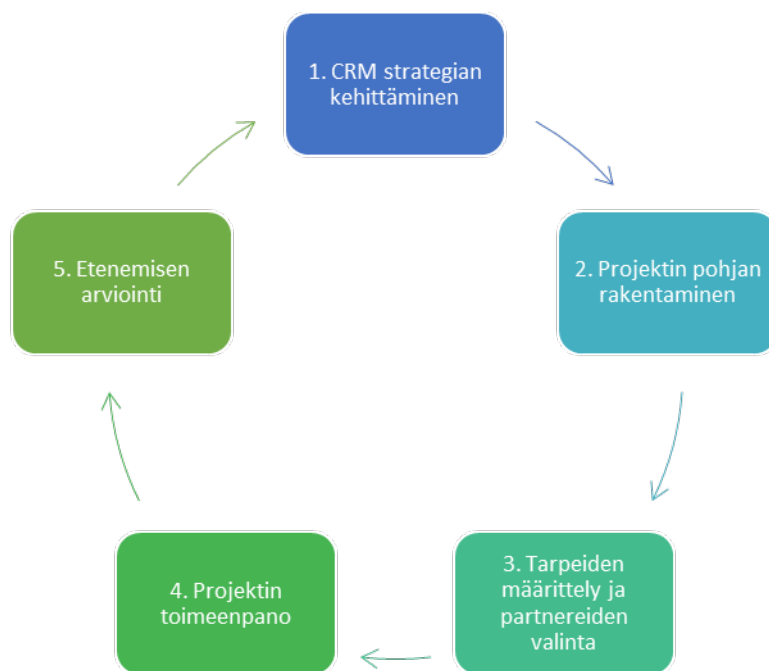 1. CRM strategian
kehittäminen
2. Projektin pohjan
rakentaminen
3. Tarpeiden
määrittely ja
partnereiden
valinta
4. Projektin
toimeenpano
5. Etenemisen
arviointi